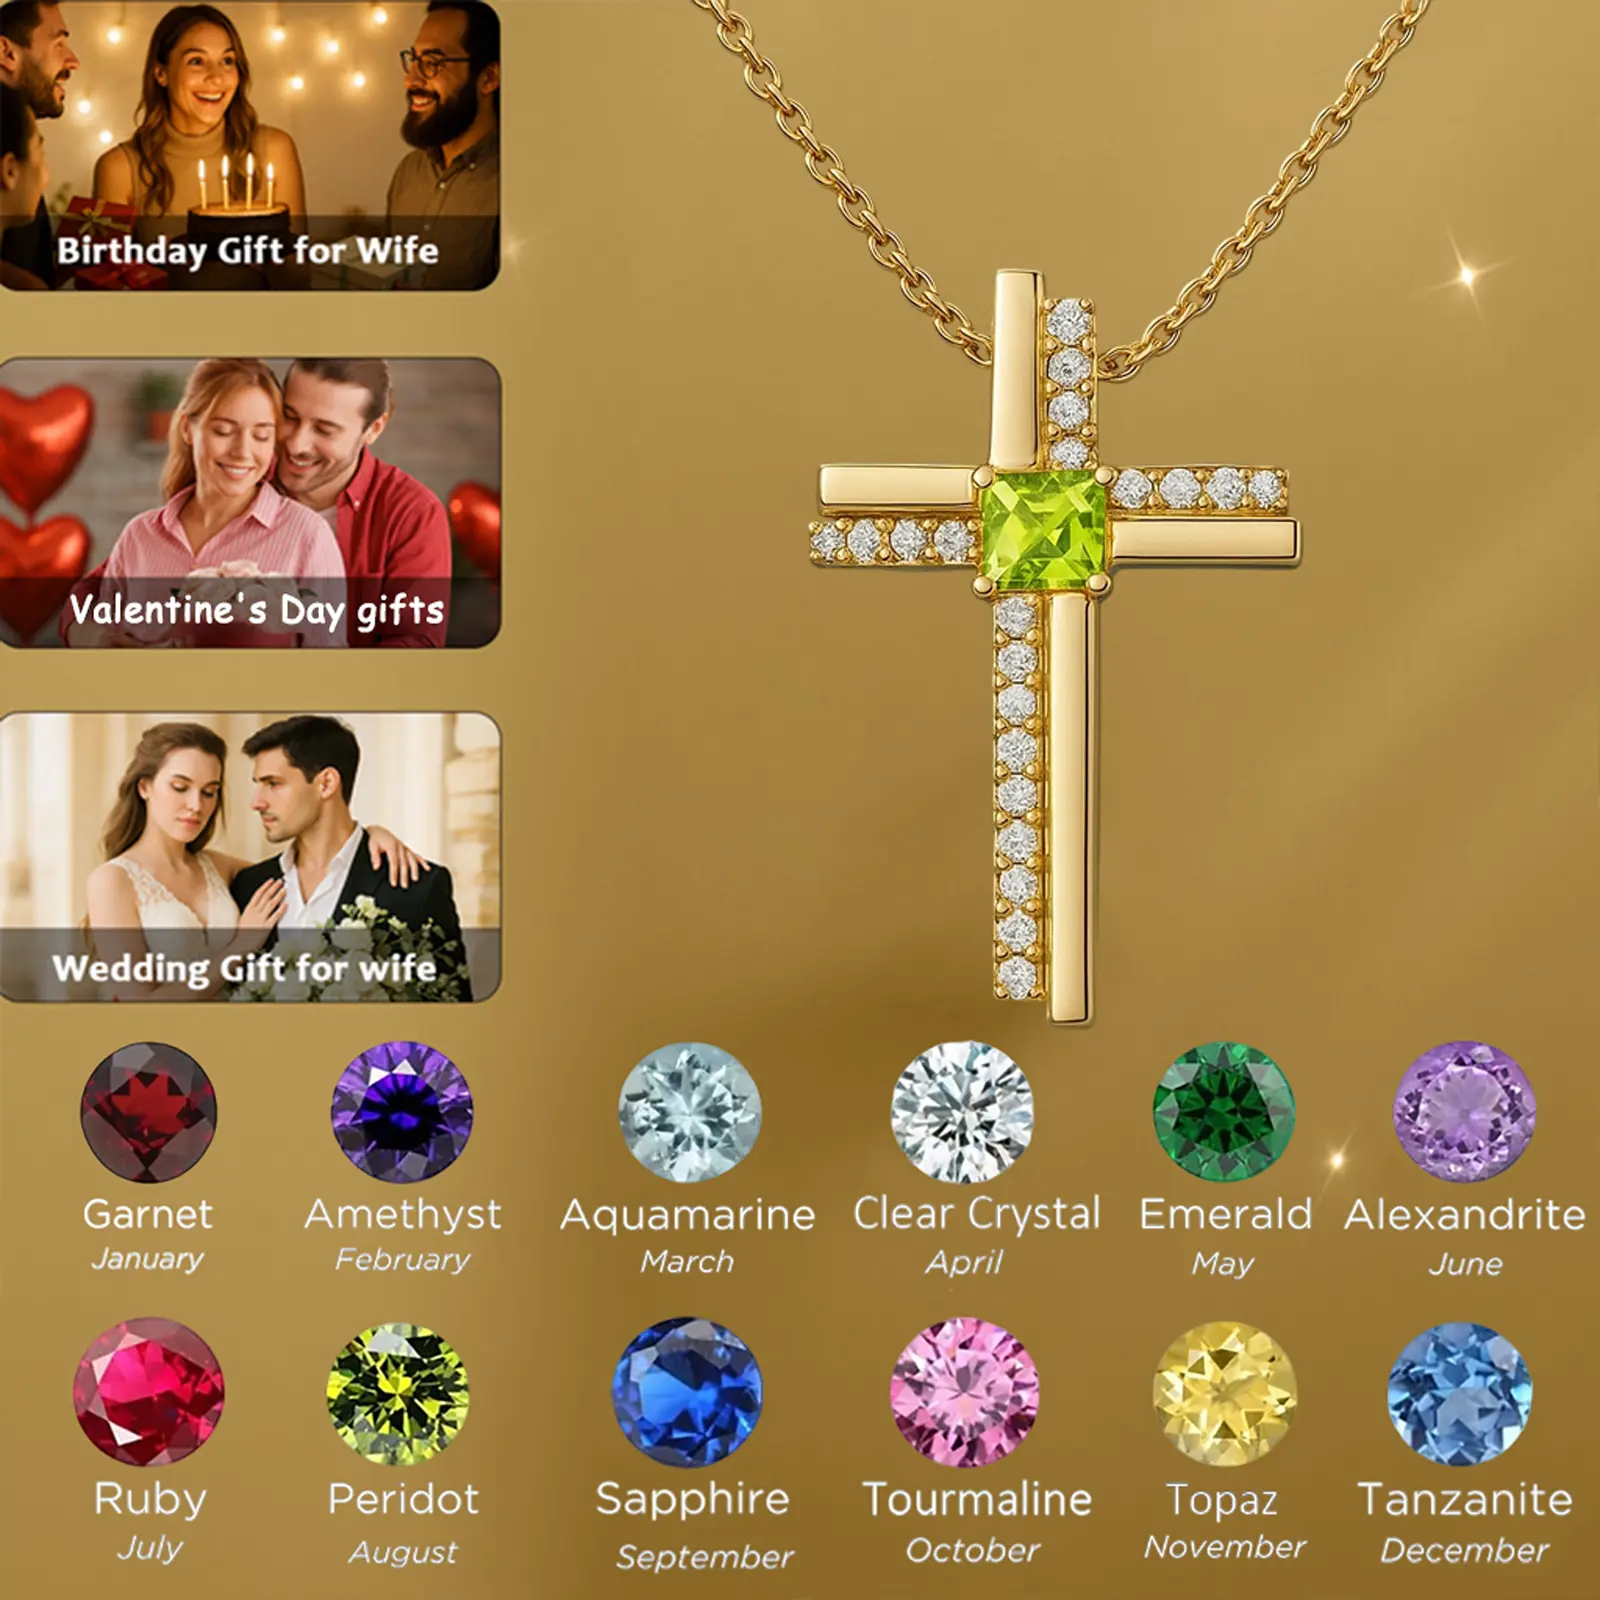 Birthday Gift for Wife
Valentine's Day gifts
Wedding Gift for wife
Garnet
January
Amethyst
February
Aquamarine
March
Clear Crystal
April
Emerald
May
Alexandrite
June
Ruby
July
Peridot
August
Sapphire
September
Tourmaline
October
Topaz
November
Tanzanite
December